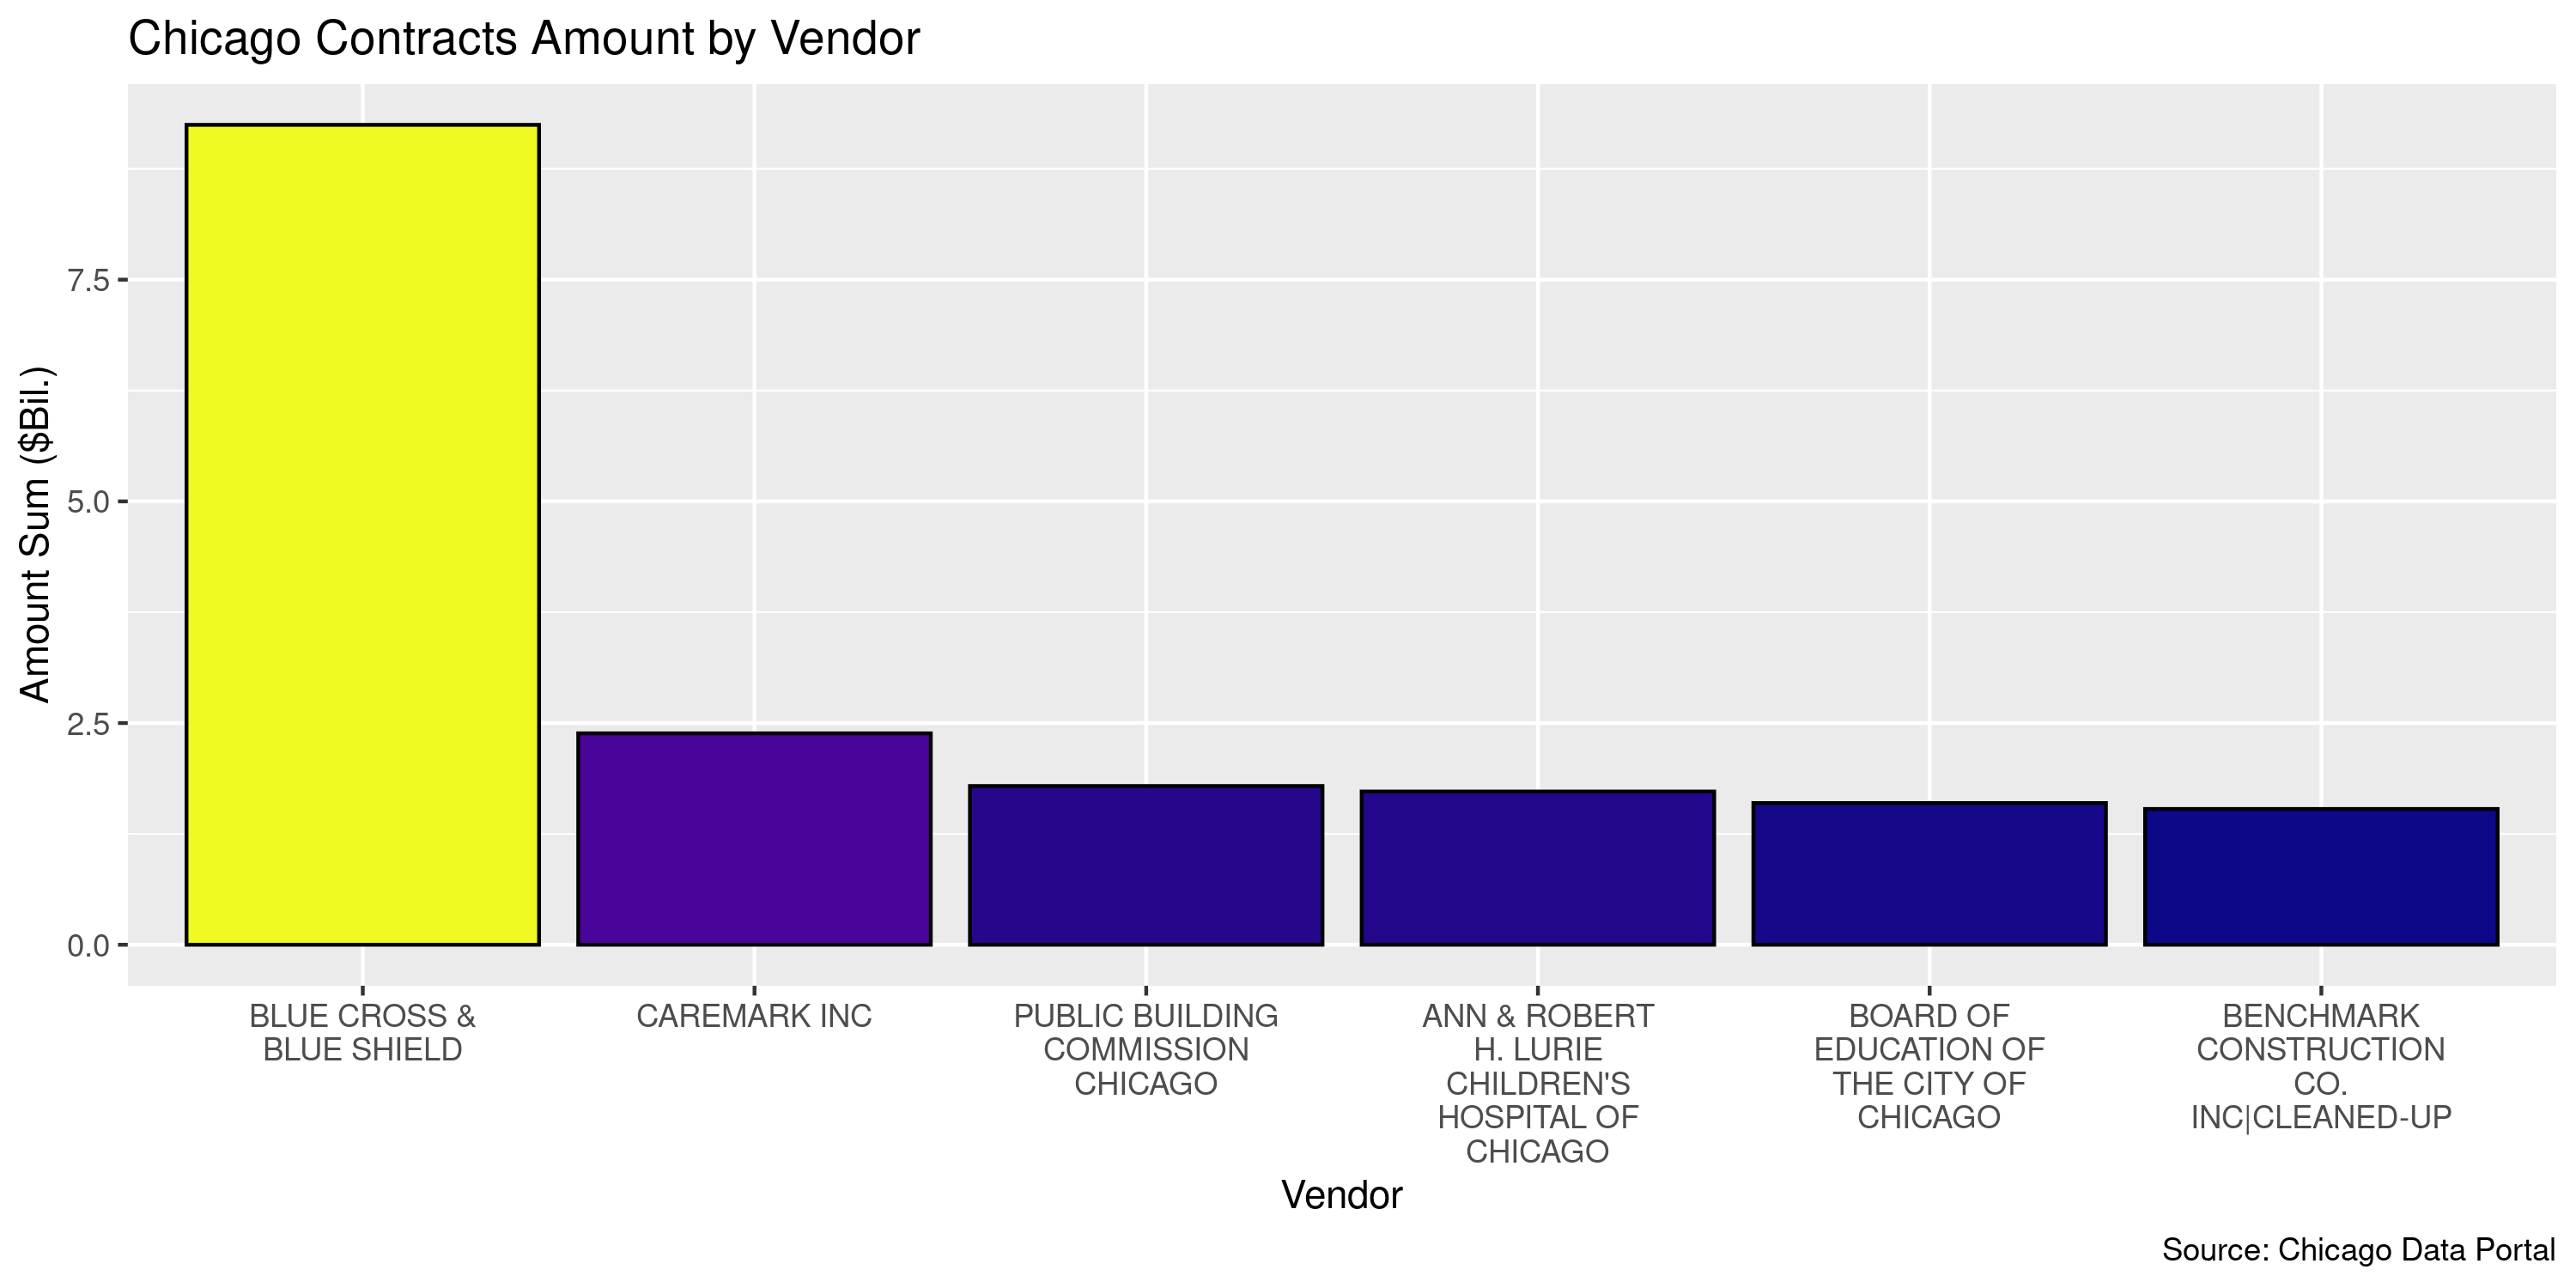 Chicago Contracts Amount by Vendor
Amount Sum ($Bil.)
7.5
5.0
2.5
0.0
BLUE CROSS &
BLUE SHIELD
CAREMARK INC
PUBLIC BUILDING
COMMISSION
CHICAGO
ANN & ROBERT
H. LURIE
CHILDREN'S
HOSPITAL OF
CHICAGO
BOARD OF
EDUCATION OF
THE CITY OF
CHICAGO
BENCHMARK
CONSTRUCTION
CO.
INC|CLEANED-UP
Vendor
Source: Chicago Data Portal